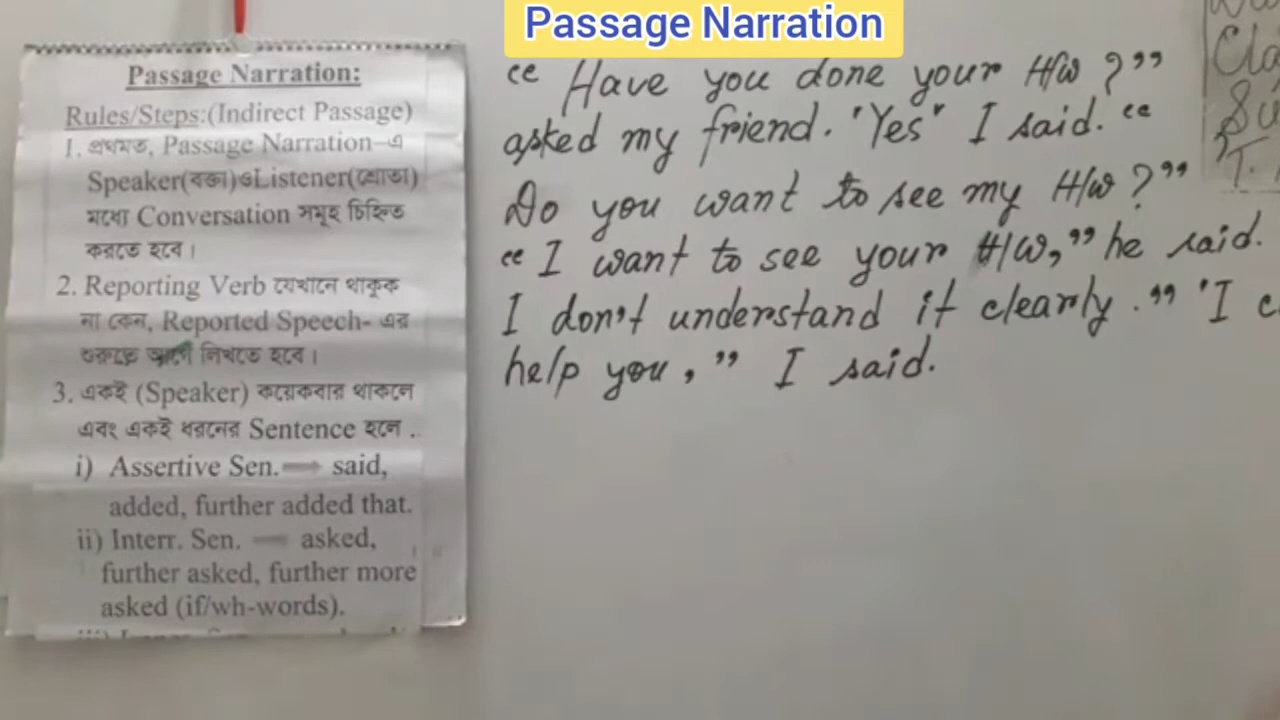 Passage Narration
Passage Narration:
Rules/Steps:(Indirect Passage)
1. প্রথমত, Passage Narration-এ
Speaker(বক্তা)ওListener(শ্রোতা)
মধ্যে Conversation সমূহ চিহ্নিত
করতে হবে।
2. Reporting Verb যেখানে থাকুক
না কেন, Reported Speech- এর
শুরুতে আগে লিখতে হবে।
3. একই (Speaker) কয়েকবার থাকলে
এবং একই ধরনের Sentence হলে ..
i) Assertive Sen. said,
added, further added that.
ii) Interr. Sen. asked,
further asked, further more
asked (if/wh-words).
“ Have you done your H/W ?”
asked my friend. 'Yes" I said. “
Do you want to see my H/W ?”
“ I want to see your H/W,” he said.
I don't understand it clearly.” 'I
help you,” I said.